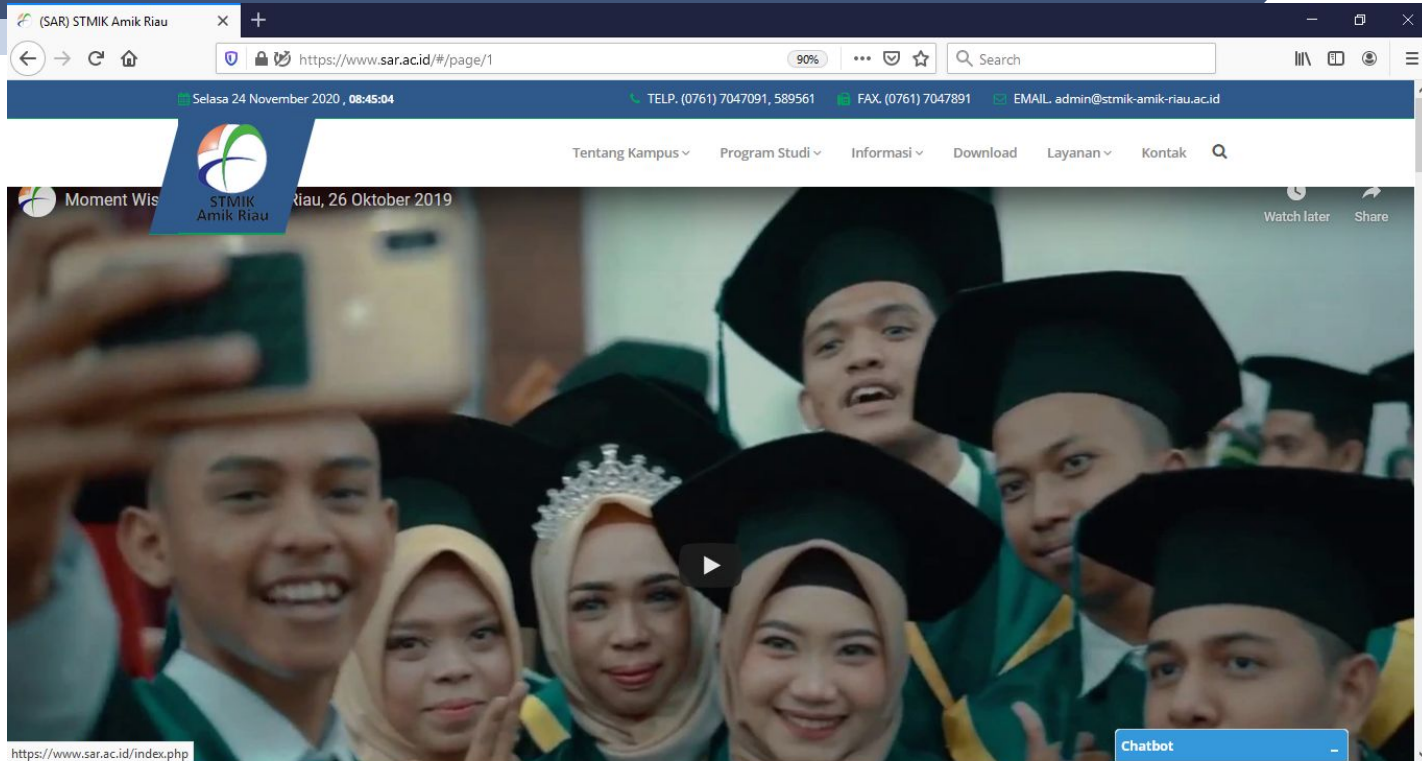 (SAR) STMIK Amik Riau
https://www.sar.ac.id/#/page/1
90%
Search
Selasa 24 November 2020 , 08:45:04
TELP. (0761) 7047091, 589561
FAX. (0761) 7047891
EMAIL. admin@stmik-amik-riau.ac.id
STMIK
Amik Riau
Tentang Kampus
Program Studi
Informasi
Download
Layanan
Kontak
Moment Wis Riau, 26 Oktober 2019
Watch later
Share
Chatbot
https://www.sar.ac.id/index.php